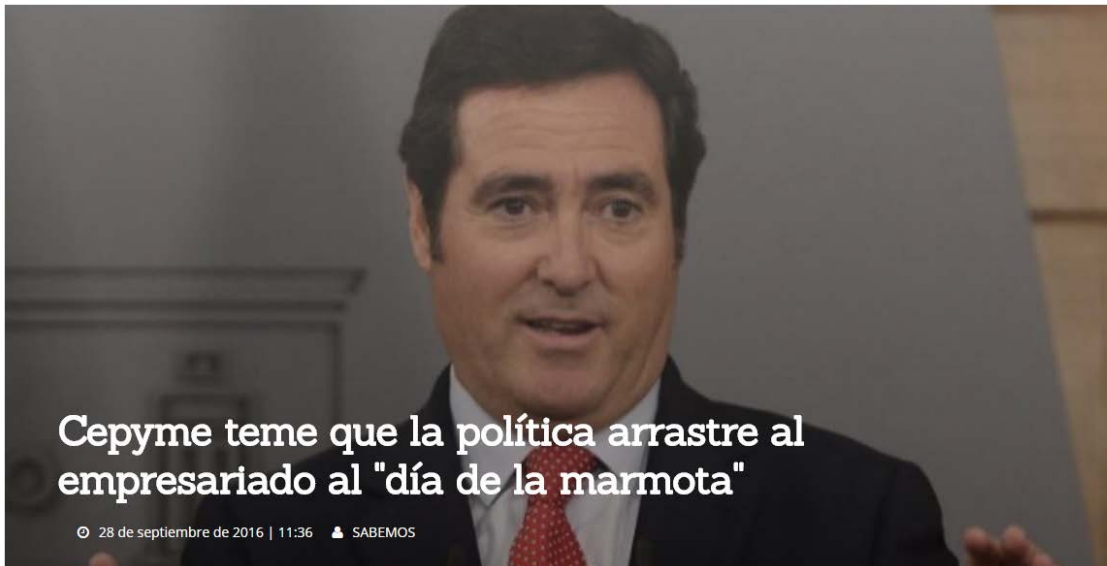 Cepyme teme que la política arrastre al
empresariado al "día de la marmota"
28 de septiembre de 2016 | 11:36 SABEMOS